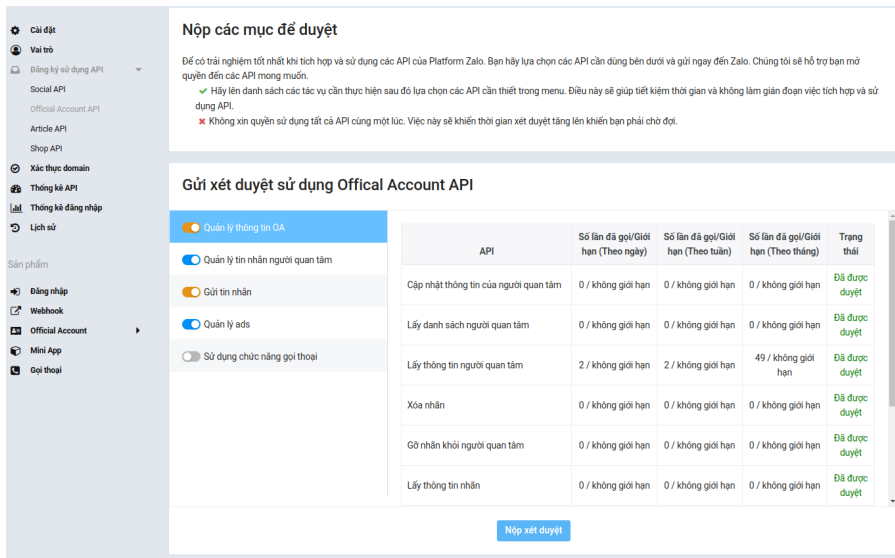 Cài đặt
Vai trò
Đăng ký sử dụng API
Social API
Official Account API
Article API
Shop API
Xác thực domain
Thống kê API
Thống kê đăng nhập
Lịch sử
Sản phẩm
Đăng nhập
Webhook
Official Account
Mini App
Gọi thoại
Nộp các mục để duyệt
Để có trải nghiệm tốt nhất khi tích hợp và sử dụng các API của Platform Zalo. Bạn hãy lựa chọn các API cần dùng bên dưới và gửi ngay đến Zalo. Chúng tôi sẽ hỗ trợ bạn mở
quyền đến các API mong muốn.
Hãy lên danh sách các tác vụ cần thực hiện sau đó lựa chọn các API cần thiết trong menu. Điều này sẽ giúp tiết kiệm thời gian và không làm gián đoạn việc tích hợp và sử
dụng API.
Không xin quyền sử dụng tất cả API cùng một lúc. Việc này sẽ khiến thời gian xét duyệt tăng lên khiến bạn phải chờ đợi.
Gửi xét duyệt sử dụng Offical Account API
Quản lý thông tin OA
Quản lý tin nhắn người quan tâm
Gửi tin nhắn
Quản lý ads
Sử dụng chức năng gọi thoại
API
Số lần đã gọi/Giới
hạn (Theo ngày)
Số lần đã gọi/Giới
hạn (Theo tuần)
Số lần đã gọi/Giới
hạn (Theo tháng)
Trạng
thái
Cập nhật thông tin của người quan tâm
0 / không giới hạn
0 / không giới hạn
0 / không giới hạn
Đã được
duyệt
Lấy danh sách người quan tâm
0 / không giới hạn
0 / không giới hạn
0 / không giới hạn
Đã được
duyệt
Lấy thông tin người quan tâm
2 / không giới hạn
2 / không giới hạn
49 / không giới
hạn
Đã được
duyệt
Xóa nhãn
0 / không giới hạn
0 / không giới hạn
0 / không giới hạn
Đã được
duyệt
Gỡ nhãn khỏi người quan tâm
0 / không giới hạn
0 / không giới hạn
0 / không giới hạn
Đã được
duyệt
Lấy thông tin nhãn
0 / không giới hạn
0 / không giới hạn
0 / không giới hạn
Đã được
duyệt
Nộp xét duyệt